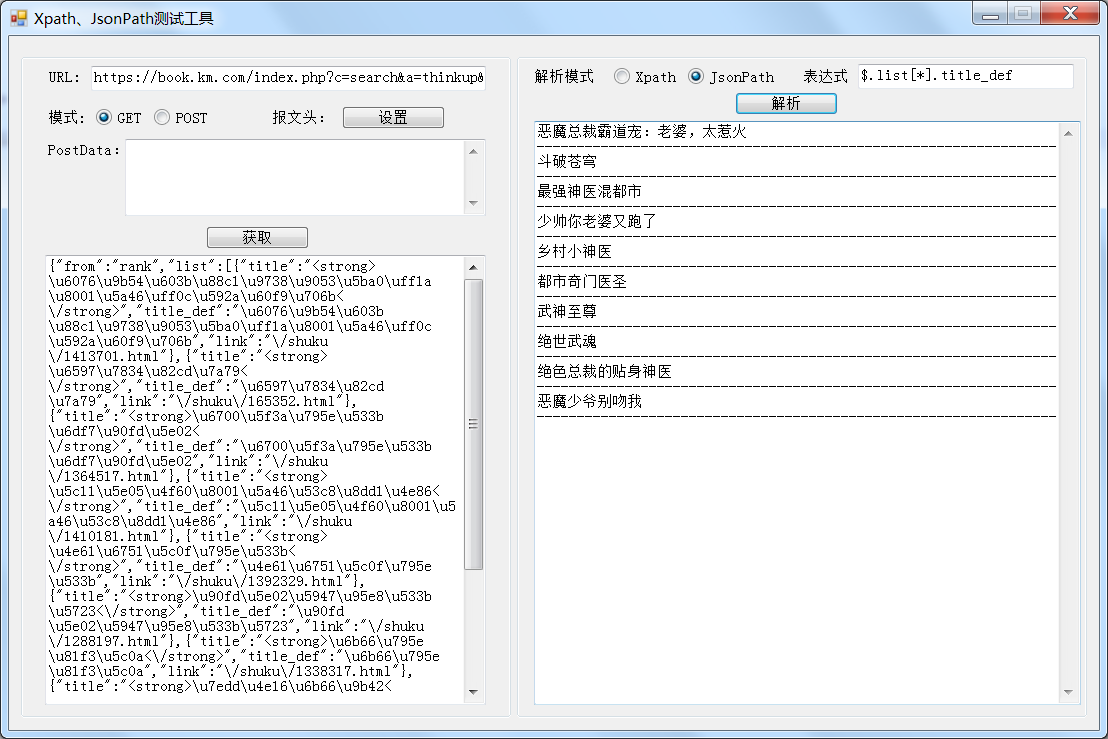 Xpath、JsonPath测试工具
URL: https://book.km.com/index.php?c=search&a=thinkup&
模式: GET POST 报文头: 设置
PostData:
获取
{"from":"rank","list":[{"title":"<strong>
\u6076\u9b54\u603b\u88c1\u9738\u9053\u5ba0\uff1a
\u8001\u5a46\uff0c\u592a\u60f9\u706b<
\/strong>","title_def":"\u6076\u9b54\u603b
\u88c1\u9738\u9053\u5ba0\uff1a\u8001\u5a46\uff0c
\u592a\u60f9\u706b","link":"\/shuku
\/1413701.html"},{"title":"<strong>
\u6597\u7834\u82cd\u7a79<
\/strong>","title_def":"\u6597\u7834\u82cd
\u7a79","link":"\/shuku\/165352.html"},
{"title":"<strong>\u6700\u5f3a\u795e\u533b
\u6df7\u90fd\u5e02<
\/strong>","title_def":"\u6700\u5f3a\u795e\u533b
\u6df7\u90fd\u5e02","link":"\/shuku
\/1364517.html"},{"title":"<strong>
\u5c11\u5e05\u4f60\u8001\u5a46\u53c8\u8dd1\u4e86<
\/strong>","title_def":"\u5c11\u5e05\u4f60\u8001\u5
a46\u53c8\u8dd1\u4e86","link":"\/shuku
\/1410181.html"},{"title":"<strong>
\u4e61\u6751\u5c0f\u795e\u533b<
\/strong>","title_def":"\u4e61\u6751\u5c0f\u795e
\u533b","link":"\/shuku\/1392329.html"},
{"title":"<strong>\u90fd\u5e02\u5947\u95e8\u533b
\u5723<\/strong>","title_def":"\u90fd
\u5e02\u5947\u95e8\u533b\u5723","link":"\/shuku
\/1288197.html"},{"title":"<strong>\u6b66\u795e
\u81f3\u5c0a<\/strong>","title_def":"\u6b66\u795e
\u81f3\u5c0a","link":"\/shuku\/1338317.html"},
{"title":"<strong>\u7edd\u4e16\u6b66\u9b42<
解析模式 Xpath JsonPath 表达式 $.list[*].title_def
解析
恶魔总裁霸道宠：老婆，太惹火
斗破苍穹
最强神医混都市
少帅你老婆又跑了
乡村小神医
都市奇门医圣
武神至尊
绝世武魂
绝色总裁的贴身神医
恶魔少爷别吻我